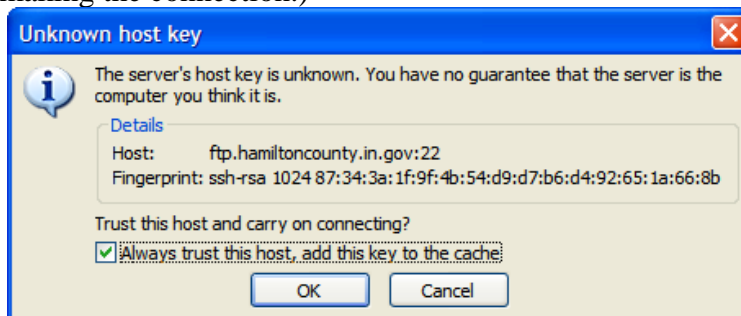 making the connection.)
Unknown host key
The server's host key is unknown. You have no guarantee that the server is the
computer you think it is.
Details
Host: ftp.hamiltoncounty.in.gov:22
Fingerprint: ssh-rsa 1024 87:34:3a:1f:9f:4b:54:d9:d7:b6:d4:92:65:1a:66:8b
Trust this host and carry on connecting?
Always trust this host, add this key to the cache
OK Cancel